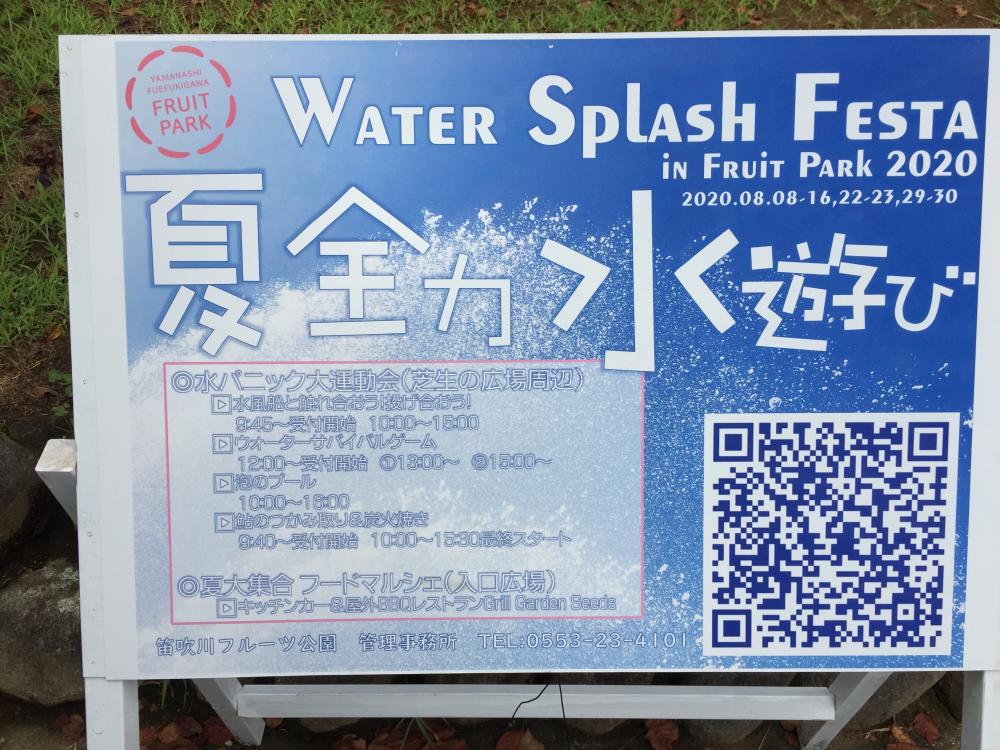 YAMANASHI
FUEFUKIGAWA
FRUIT
PARK
WATER SPLASH FESTA
IN FRUIT PARK 2020
2020.08.08-16,22-23,29-30
夏全力水遊び
◎水パニック大運動会(芝生の広場周辺)
▷水風船と触れ合おう!投げ合おう!
9:45〜受付開始 10:00〜15:00
▷ウォーターサバイバルゲーム
12:00〜受付開始 ①13:00〜 ②15:00〜
▷泡のプール
10:00〜16:00
▷鮎のつかみ取り&炭火焼き
9:40〜受付開始 10:00〜15:30最終スタート
◎夏大集合 フードマルシェ(入口広場)
▷キッチンカー&屋外BBQレストランGrill Garden Seeds
笛吹川フルーツ公園 管理事務所 TEL:0553-23-4101